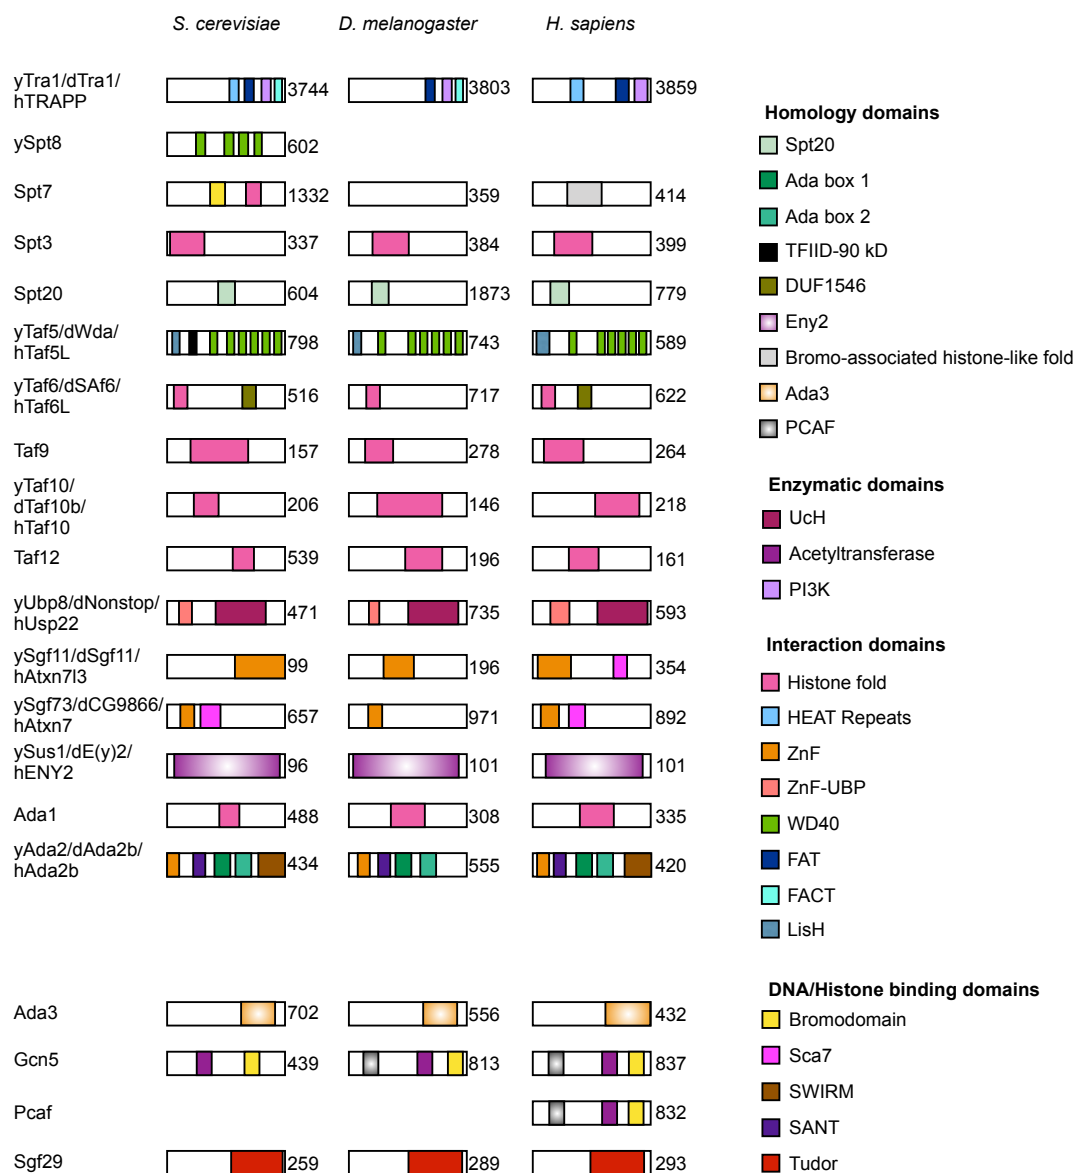 S. cerevisiae D. melanogaster H. sapiens
yTra1/dTra1/
hTRAPP
3744 3803 3859
ySpt8 602
Spt7 1332 359 414
Spt3 337 384 399
Spt20 604 1873 779
yTaf5/dWda/
hTaf5L
798 743 589
yTaf6/dSAf6/
hTaf6L
516 717 622
Taf9 157 278 264
yTaf10/
dTaf10b/
hTaf10
206 146 218
Taf12 539 196 161
yUbp8/dNonstop/
hUsp22
471 735 593
ySgf11/dSgf11/
hAtxn7l3
99 196 354
ySgf73/dCG9866/
hAtxn7
657 971 892
ySus1/dE(y)2/
hENY2
96 101 101
Ada1 488 308 335
yAda2/dAda2b/
hAda2b
434 555 420
Ada3 702 556 432
Gcn5 439 813 837
Pcaf 832
Sgf29 259 289 293
Homology domains
Spt20
Ada box 1
Ada box 2
TFIID-90 kD
DUF1546
Eny2
Bromo-associated histone-like fold
Ada3
PCAF
Enzymatic domains
UcH
Acetyltransferase
PI3K
Interaction domains
Histone fold
HEAT Repeats
ZnF
ZnF-UBP
WD40
FAT
FACT
LisH
DNA/Histone binding domains
Bromodomain
Sca7
SWIRM
SANT
Tudor